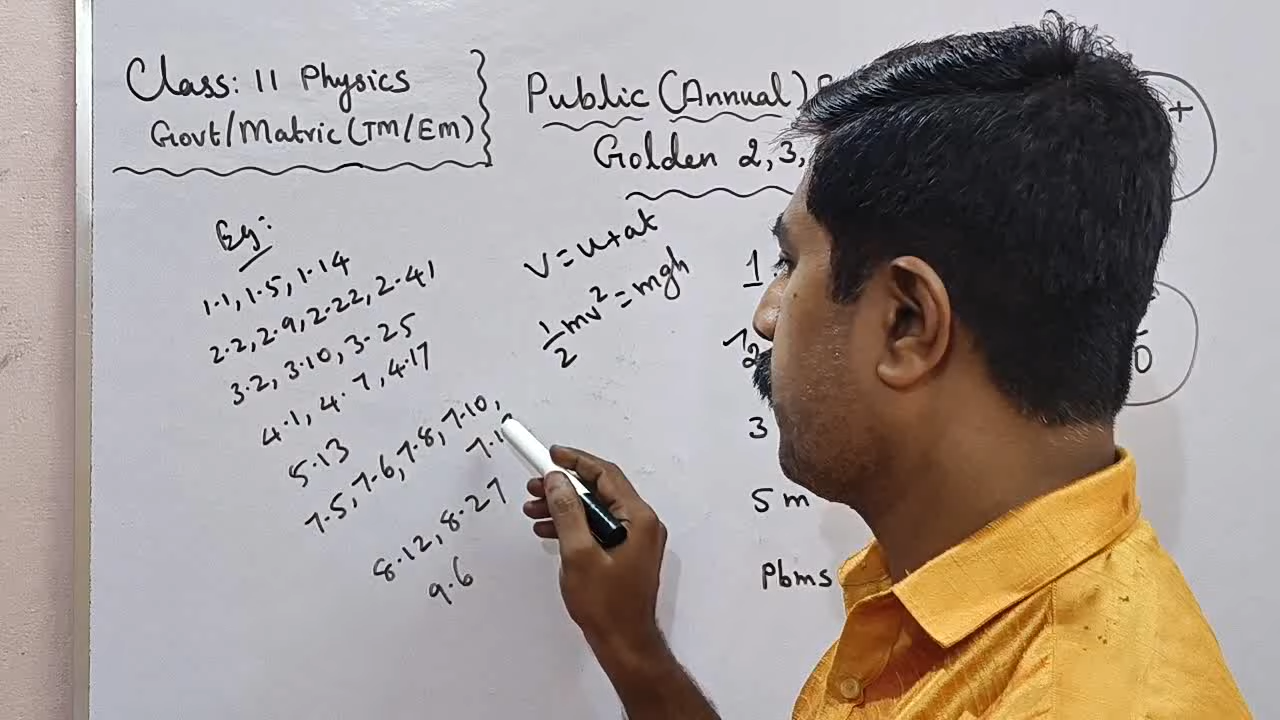 Class: 11 Physics
Govt/Matric (TM/EM)
Public (Annual)
Golden 2, 3,
Eg:
1.1, 1.5, 1.14
2.2, 2.9, 2.22, 2.41
3.2, 3.10, 3.25
4.1, 4.7, 4.17
5.13
7.5, 7.6, 7.8, 7.10,
8.12, 8.27
9.6
v = u+at
1/2 mv² = mgh
1
2
3
5 m
Pbms
+
0